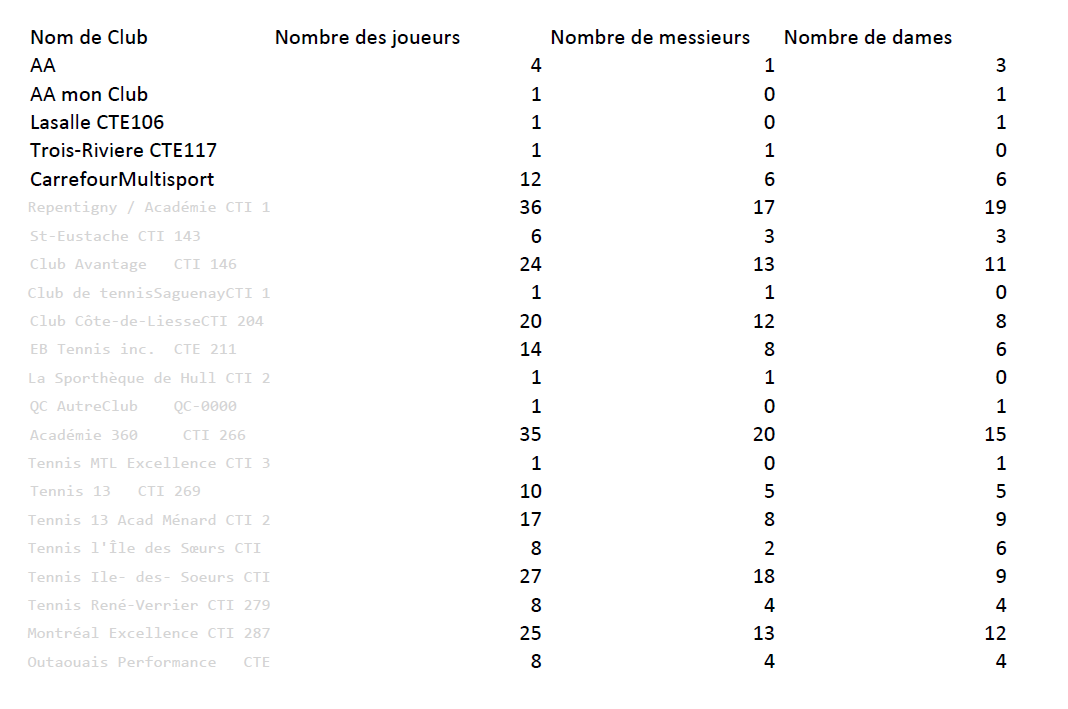 Nom de Club Nombre des joueurs Nombre de messieurs Nombre de dames
AA 4 1 3
AA mon Club 1 0 1
Lasalle CTE106 1 0 1
Trois-Riviere CTE117 1 1 0
CarrefourMultisport 12 6 6
Repentigny / Académie CTI 1 36 17 19
St-Eustache CTI 143 6 3 3
Club Avantage CTI 146 24 13 11
Club de tennisSaguenayCTI 1 1 1 0
Club Côte-de-LiesseCTI 204 20 12 8
EB Tennis inc. CTE 211 14 8 6
La Sporthèque de Hull CTI 2 1 1 0
QC AutreClub QC-0000 1 0 1
Académie 360 CTI 266 35 20 15
Tennis MTL Excellence CTI 3 1 0 1
Tennis 13 CTI 269 10 5 5
Tennis 13 Acad Ménard CTI 2 17 8 9
Tennis l'Île des Sœurs CTI 8 2 6
Tennis Ile- des- Soeurs CTI 27 18 9
Tennis René-Verrier CTI 279 8 4 4
Montréal Excellence CTI 287 25 13 12
Outaouais Performance CTE 8 4 4